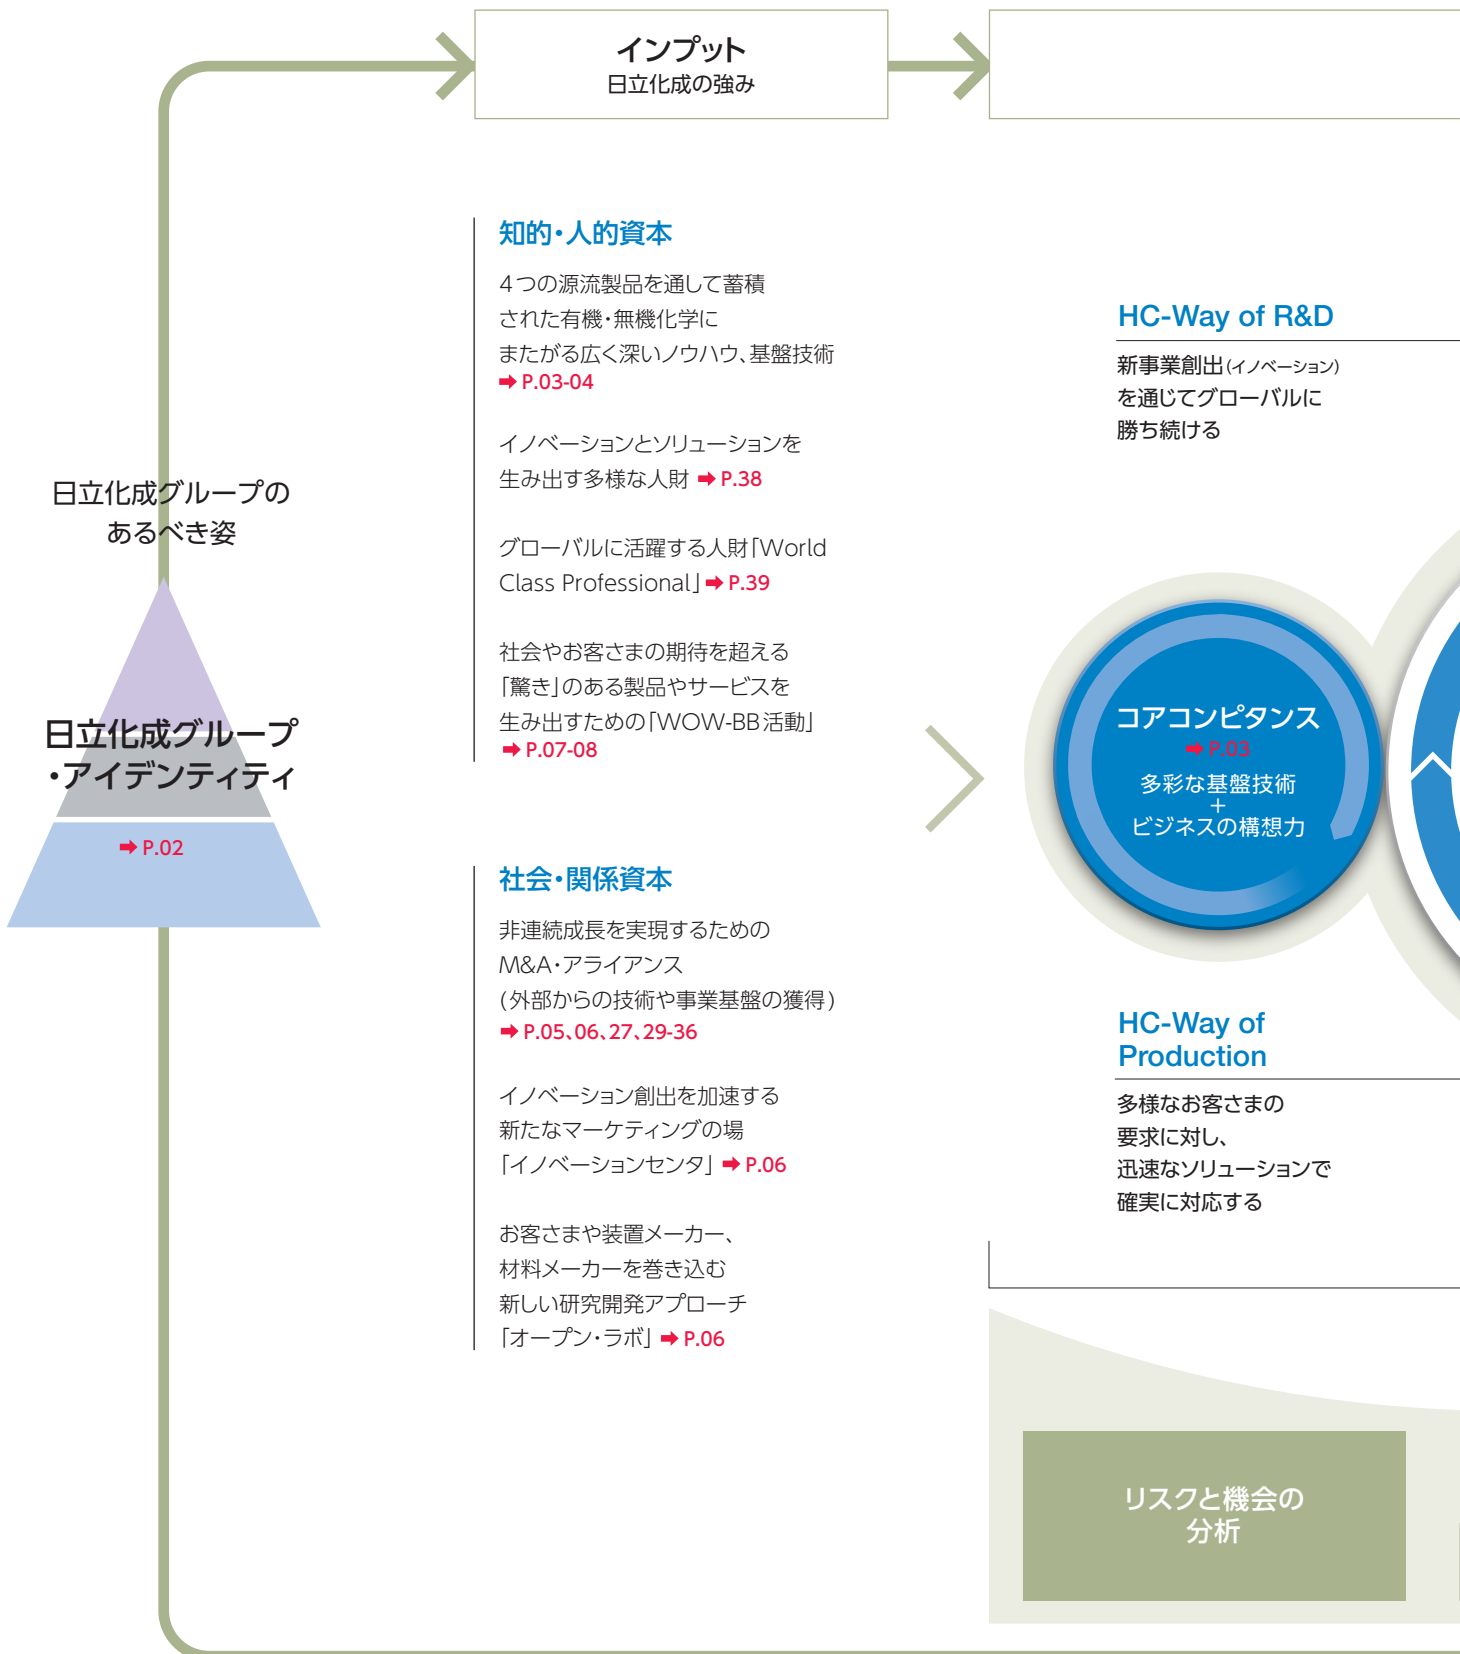 インプット
日立化成の強み
日立化成グループの
あるべき姿
日立化成グループ
・アイデンティティ
➡ P.02
知的・人的資本
4つの源流製品を通して蓄積
された有機・無機化学に
またがる広く深いノウハウ、基盤技術
➡ P.03-04
イノベーションとソリューションを
生み出す多様な人財 ➡ P.38
グローバルに活躍する人財「World
Class Professional」➡ P.39
社会やお客さまの期待を超える
「驚き」のある製品やサービスを
生み出すための「WOW-BB活動」
➡ P.07-08
社会・関係資本
非連続成長を実現するための
M&A・アライアンス
(外部からの技術や事業基盤の獲得)
➡ P.05、06、27、29-36
イノベーション創出を加速する
新たなマーケティングの場
「イノベーションセンタ」 ➡ P.06
お客さまや装置メーカー、
材料メーカーを巻き込む
新しい研究開発アプローチ
「オープン・ラボ」 ➡ P.06
HC-Way of R&D
新事業創出(イノベーション)
を通じてグローバルに
勝ち続ける
コアコンピタンス
➡ P.03
多彩な基盤技術
+
ビジネスの構想力
HC-Way of
Production
多様なお客さまの
要求に対し、
迅速なソリューションで
確実に対応する
リスクと機会の
分析